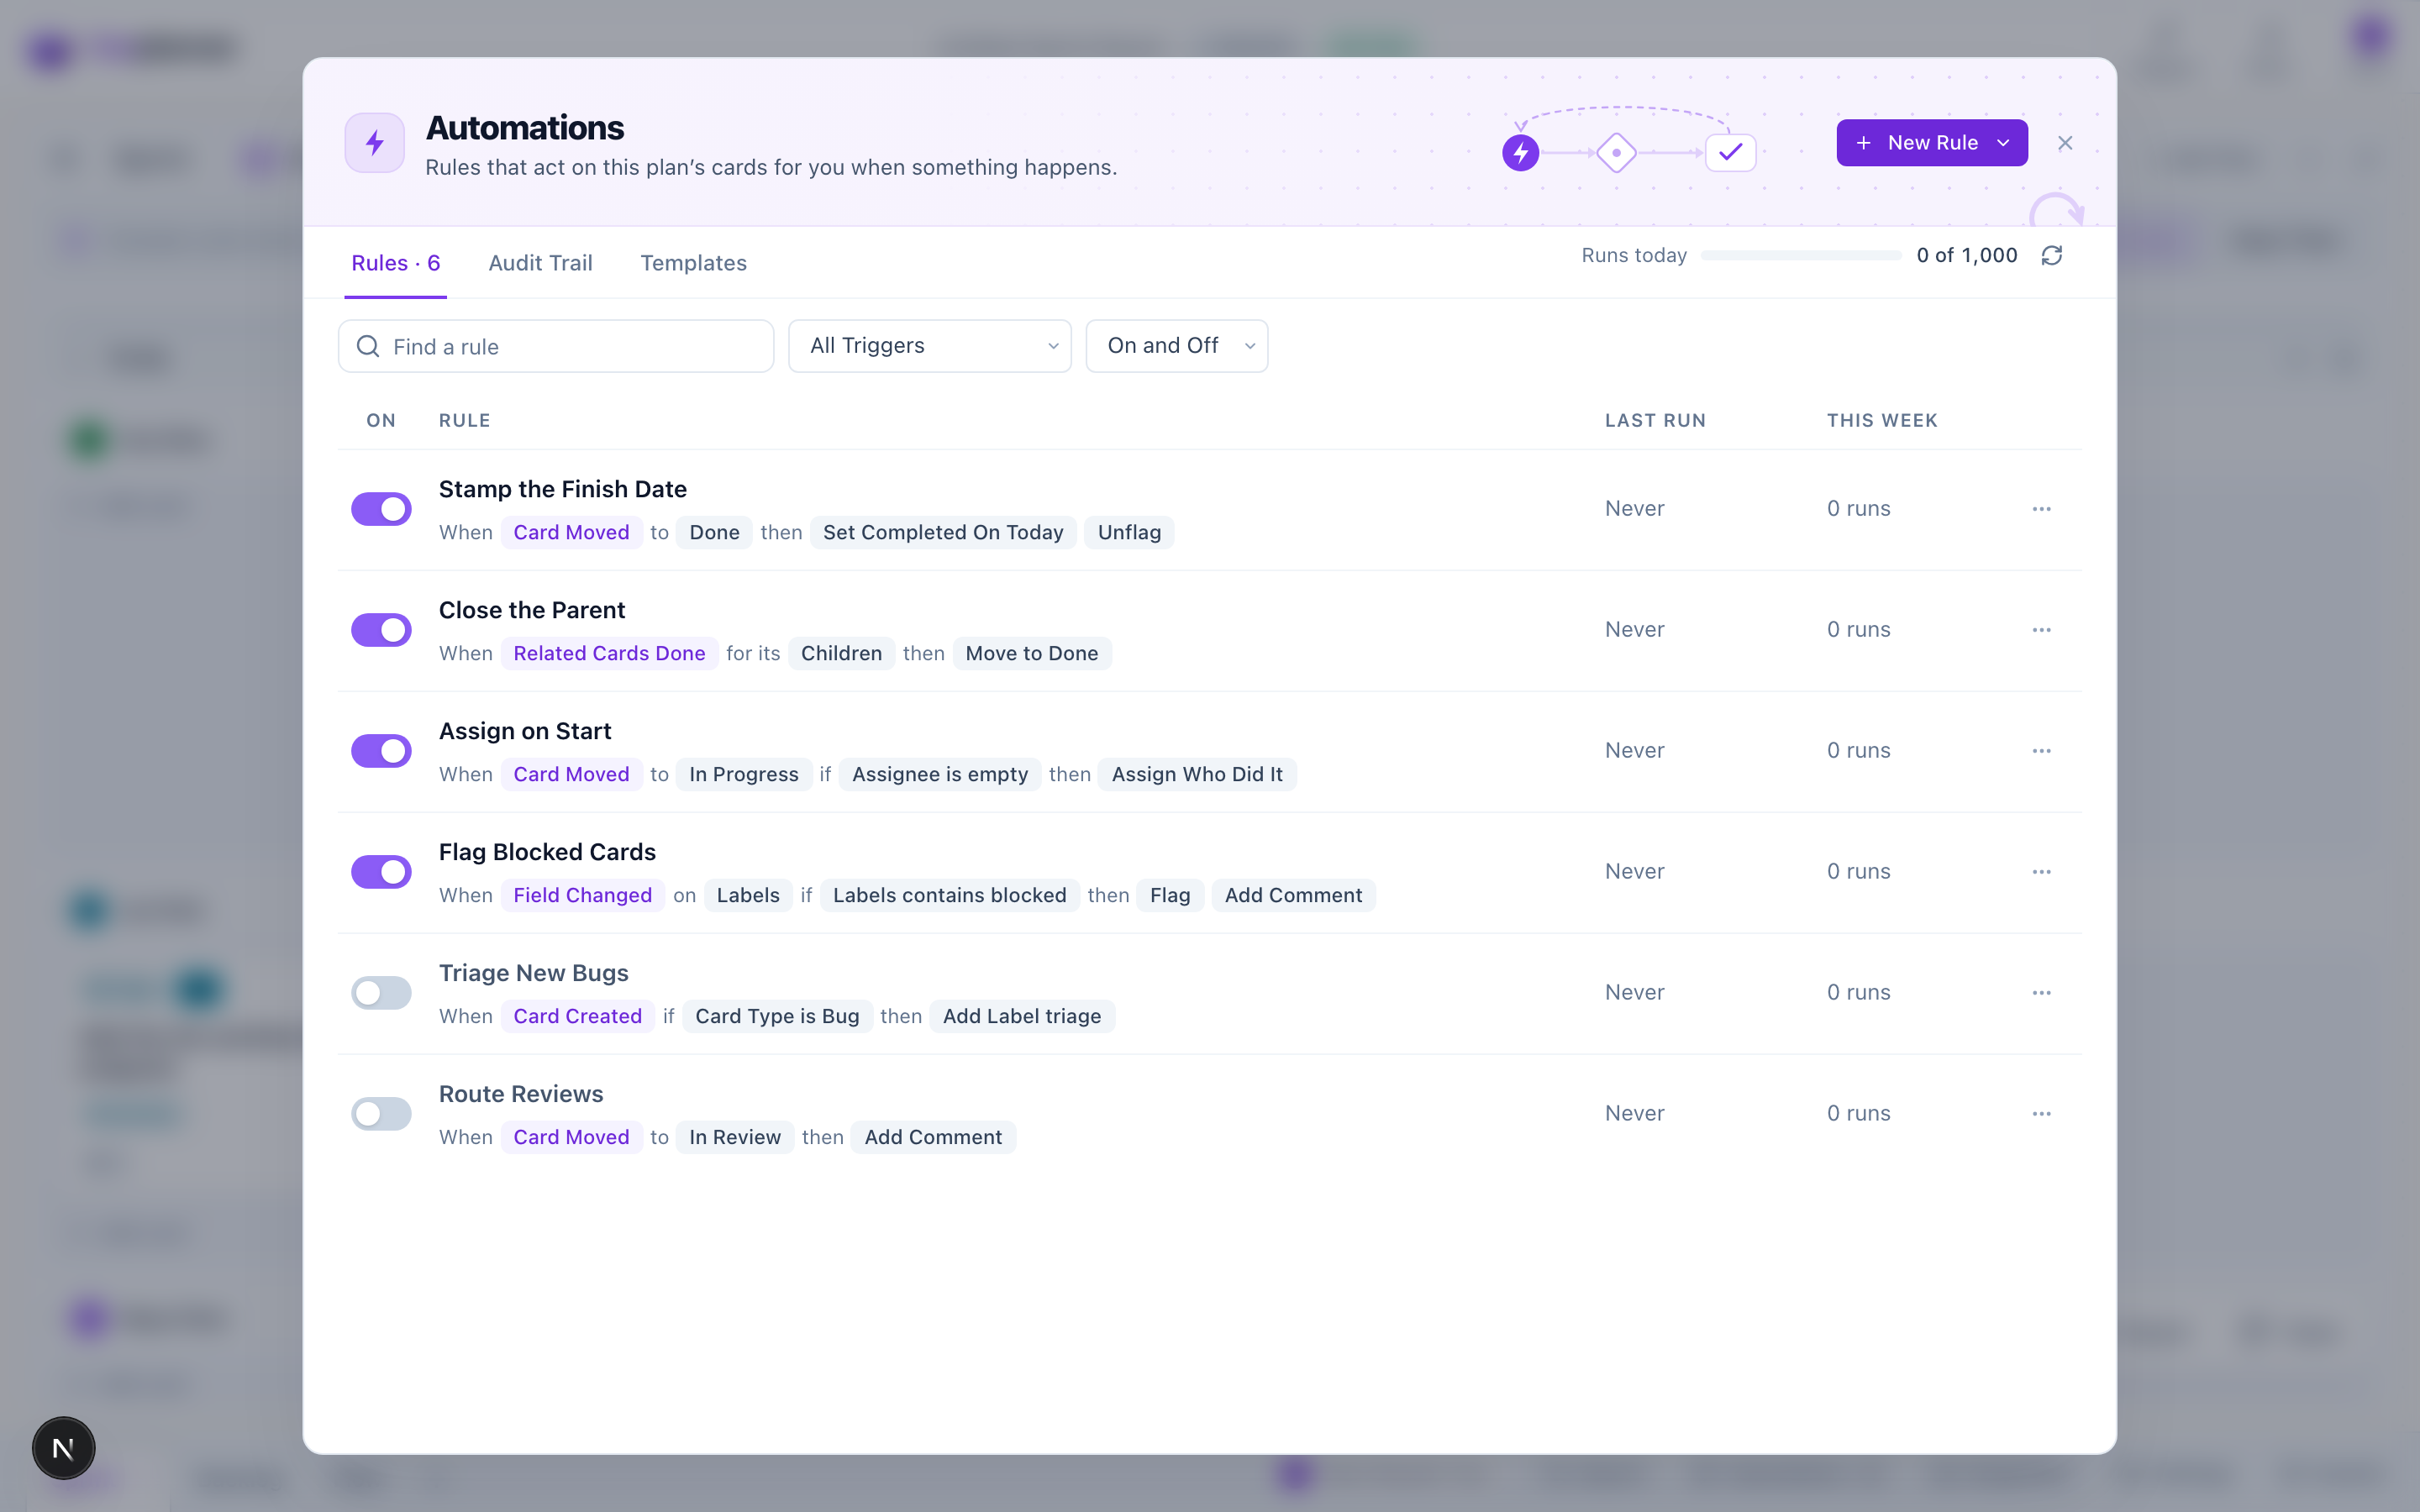 Automations
Rules that act on this plan’s cards for you when something happens.
New Rule
Rules · 6
Audit Trail
Templates
Runs today
0 of 1,000
Find a rule
All Triggers
On and Off
ON
RULE
LAST RUN
THIS WEEK
Stamp the Finish Date
When Card Moved to Done then Set Completed On Today Unflag
Never
0 runs
Close the Parent
When Related Cards Done for its Children then Move to Done
Never
0 runs
Assign on Start
When Card Moved to In Progress if Assignee is empty then Assign Who Did It
Never
0 runs
Flag Blocked Cards
When Field Changed on Labels if Labels contains blocked then Flag Add Comment
Never
0 runs
Triage New Bugs
When Card Created if Card Type is Bug then Add Label triage
Never
0 runs
Route Reviews
When Card Moved to In Review then Add Comment
Never
0 runs
N